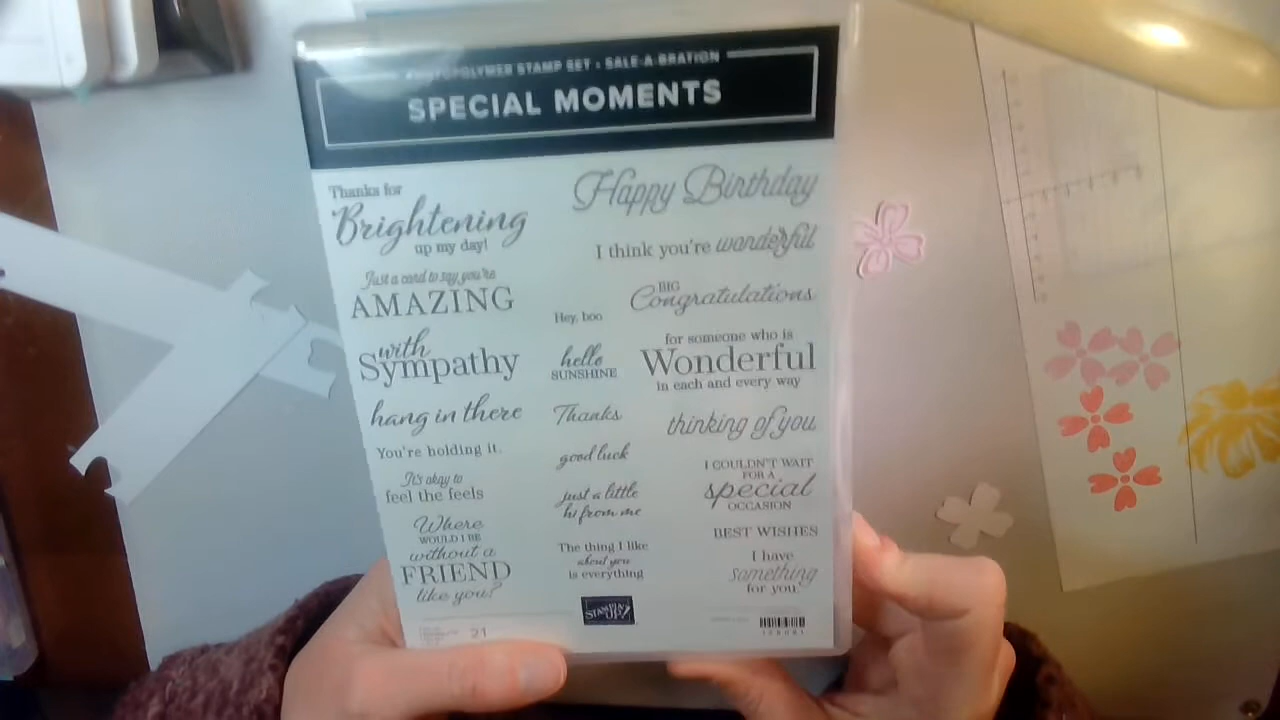 PHOTOPOLYMER STAMP SET • SALE-A-BRATION
SPECIAL MOMENTS
Thanks for
Brightening
up my day!
Just a card to say you're
AMAZING
with
Sympathy
hang in there
You're holding it.
It's okay to
feel the feels
Where
WOULD I BE
without a
FRIEND
like you?
Hey, boo
hello
SUNSHINE
Thanks
good luck
just a little
hi from me
The thing I like
about you
is everything
Happy Birthday
I think you're wonderful
BIG
Congratulations
for someone who is
Wonderful
in each and every way
thinking of you
I COULDN'T WAIT
FOR A
special
OCCASION
BEST WISHES
I have
something
for you.
STAMPIN' UP!
21